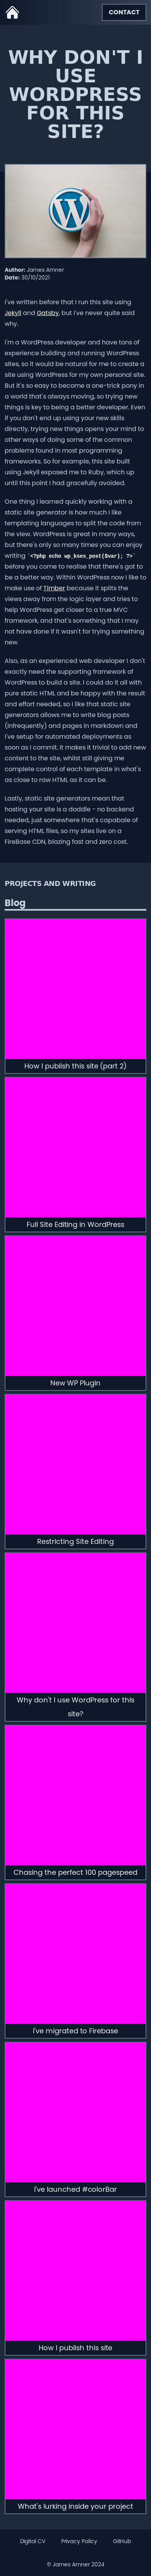 CONTACT
WHY DON'T I
USE
WORDPRESS
FOR THIS
SITE?
Author: James Amner
Date: 30/10/2021
I've written before that I run this site using
Jekyll and Gatsby, but I've never quite said
why.
I'm a WordPress developer and have tons of
experience building and running WordPress
sites, so it would be natural for me to create a
site using WordPress for my own personal site.
But it's so easy to become a one-trick pony in
a world that's always moving, so trying new
things is key to being a better developer. Even
if you don't end up using your new skills
directly, trying new things opens your mind to
other ways of doing some of the common
problems found in most programming
frameworks. So for example, this site built
using Jekyll exposed me to Ruby, which up
until this point I had carefully avoided.
One thing I learned quickly working with a
static site generator is how much I like
templating languages to split the code from
the view. WordPress is great in many ways,
but there's only so many times you can enjoy
writing `<?php echo wp_kses_post($var); ?>`
before you come to realise that there's got to
be a better way. Within WordPress now I like to
make use of Timber because it splits the
views away from the logic layer and tries to
help WordPress get closer to a true MVC
framework, and that's something I may not
have done if it wasn't for trying something
new.
Also, as an experienced web developer I don't
exactly need the supporting framework of
WordPress to build a site. I could do it all with
pure static HTML and be happy with the result
and effort needed, so I like that static site
generators allows me to write blog posts
(infrequently) and pages in markdown and
I've setup for automated deployments as
soon as I commit. It makes it trivial to add new
content to the site, whilst still giving me
complete control of each template in what's
as close to raw HTML as it can be.
Lastly, static site generators mean that
hosting your site is a doddle - no backend
needed, just somewhere that's capable of
serving HTML files, so my sites live on a
FireBase CDN, blazing fast and zero cost.
PROJECTS AND WRITING
Blog
How I publish this site (part 2)
Full Site Editing in WordPress
New WP Plugin
Restricting Site Editing
Why don't I use WordPress for this
site?
Chasing the perfect 100 pagespeed
I've migrated to Firebase
I've launched #colorBar
How I publish this site
What's lurking inside your project
Digital CV Privacy Policy GitHub
© James Amner 2024